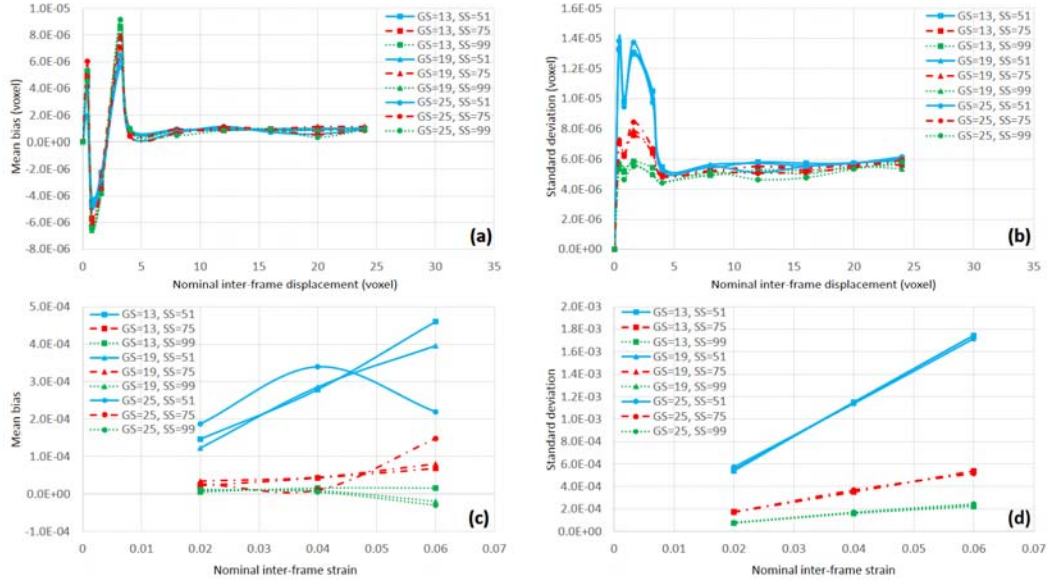 1.0E-05
8.0E-06
6.0E-06
4.0E-06
2.0E-06
0.0E+00
-2.0E-06
-4.0E-06
-6.0E-06
-8.0E-06
Mean bias (voxel)
GS=13, SS=51
GS=13, SS=75
GS=13, SS=99
GS=19, SS=51
GS=19, SS=75
GS=19, SS=99
GS=25, SS=51
GS=25, SS=75
GS=25, SS=99
(a)
0 5 10 15 20 25 30 35
Nominal inter-frame displacement (voxel)
1.6E-05
1.4E-05
1.2E-05
1.0E-05
8.0E-06
6.0E-06
4.0E-06
2.0E-06
0.0E+00
Standard deviation (voxel)
GS=13, SS=51
GS=13, SS=75
GS=13, SS=99
GS=19, SS=51
GS=19, SS=75
GS=19, SS=99
GS=25, SS=51
GS=25, SS=75
GS=25, SS=99
(b)
0 5 10 15 20 25 30 35
Nominal inter-frame displacement (voxel)
5.0E-04
4.0E-04
3.0E-04
2.0E-04
1.0E-04
0.0E+00
-1.0E-04
Mean bias
GS=13, SS=51
GS=13, SS=75
GS=13, SS=99
GS=19, SS=51
GS=19, SS=75
GS=19, SS=99
GS=25, SS=51
GS=25, SS=75
GS=25, SS=99
(c)
0 0.01 0.02 0.03 0.04 0.05 0.06 0.07
Nominal inter-frame strain
2.0E-03
1.8E-03
1.6E-03
1.4E-03
1.2E-03
1.0E-03
8.0E-04
6.0E-04
4.0E-04
2.0E-04
0.0E+00
Standard deviation
GS=13, SS=51
GS=13, SS=75
GS=13, SS=99
GS=19, SS=51
GS=19, SS=75
GS=19, SS=99
GS=25, SS=51
GS=25, SS=75
GS=25, SS=99
(d)
0 0.01 0.02 0.03 0.04 0.05 0.06 0.07
Nominal inter-frame strain